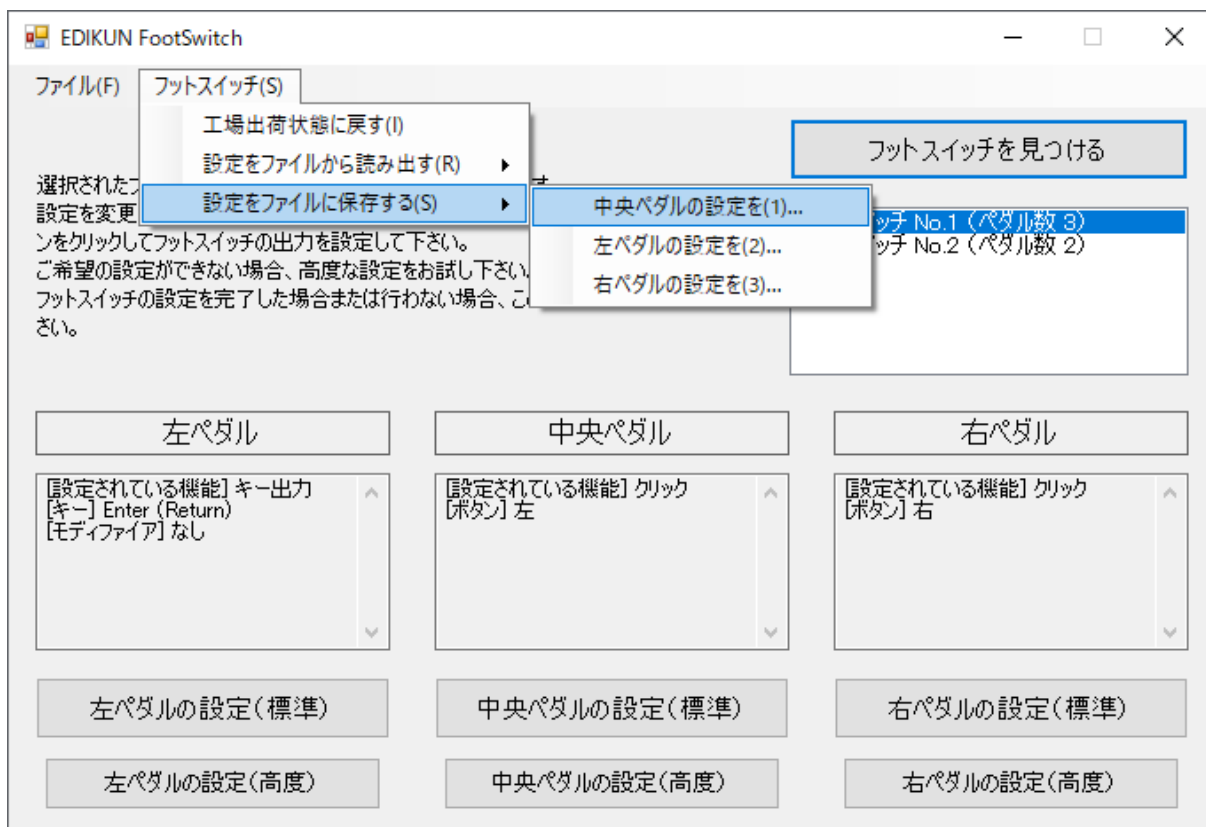 EDIKUN FootSwitch
ファイル(F) フットスイッチ(S)
工場出荷状態に戻す(I)
設定をファイルから読み出す(R)
設定をファイルに保存する(S)
中央ペダルの設定を(1)...
左ペダルの設定を(2)...
右ペダルの設定を(3)...
フットスイッチを見つける
選択された
設定を変更
ンをクリックしてフットスイッチの出力を設定して下さい。
ご希望の設定ができない場合、高度な設定をお試し下さい
フットスイッチの設定を完了した場合または行わない場合、こ
さい。
ッチ No.1 (ペダル数 3)
ッチ No.2 (ペダル数 2)
左ペダル
中央ペダル
右ペダル
[設定されている機能] キー出力
[キー] Enter (Return)
[モディファイア] なし
[設定されている機能] クリック
[ボタン] 左
[設定されている機能] クリック
[ボタン] 右
左ペダルの設定(標準)
中央ペダルの設定(標準)
右ペダルの設定(標準)
左ペダルの設定(高度)
中央ペダルの設定(高度)
右ペダルの設定(高度)